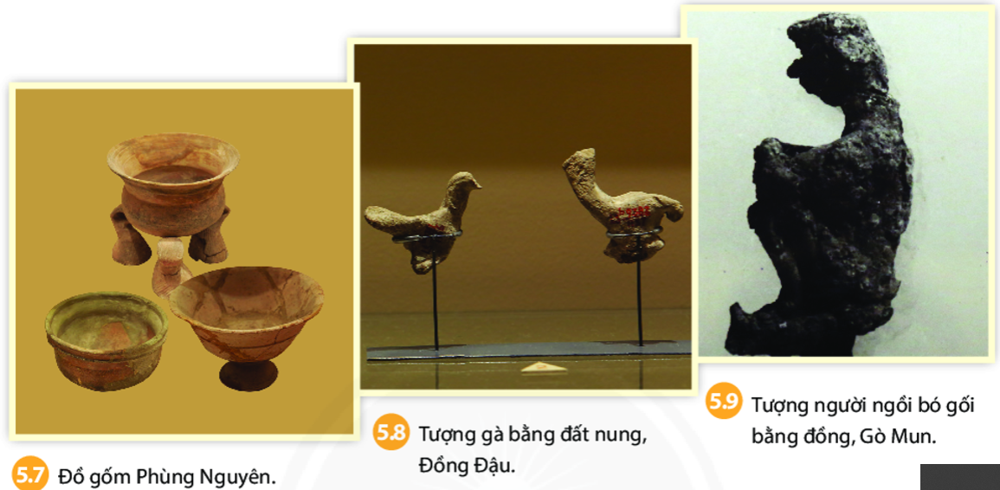 5.7 Đồ gốm Phùng Nguyên.
5.8 Tượng gà bằng đất nung,
Đồng Đậu.
5.9 Tượng người ngồi bó gối
bằng đồng, Gò Mun.